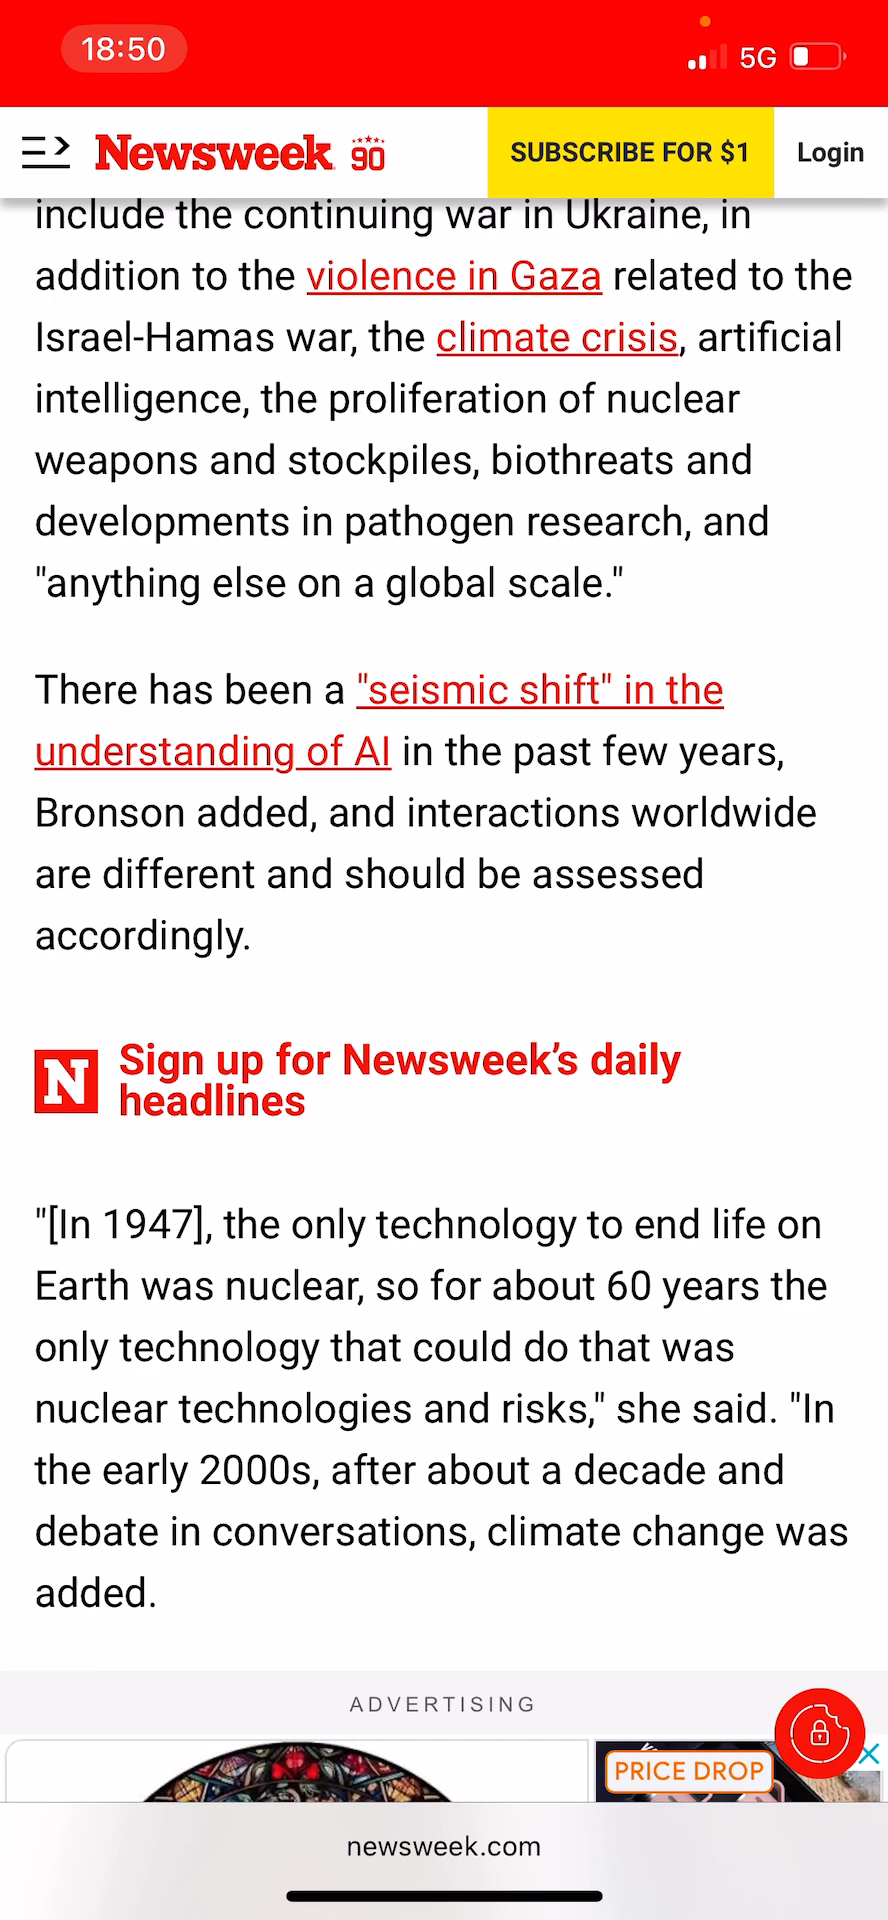 18:50
5G
Newsweek 90
SUBSCRIBE FOR $1
Login
include the continuing war in Ukraine, in
addition to the violence in Gaza related to the
Israel-Hamas war, the climate crisis, artificial
intelligence, the proliferation of nuclear
weapons and stockpiles, biothreats and
developments in pathogen research, and
"anything else on a global scale."
There has been a "seismic shift" in the
understanding of AI in the past few years,
Bronson added, and interactions worldwide
are different and should be assessed
accordingly.
N
Sign up for Newsweek’s daily
headlines
"[In 1947], the only technology to end life on
Earth was nuclear, so for about 60 years the
only technology that could do that was
nuclear technologies and risks," she said. "In
the early 2000s, after about a decade and
debate in conversations, climate change was
added.
ADVERTISING
PRICE DROP
newsweek.com